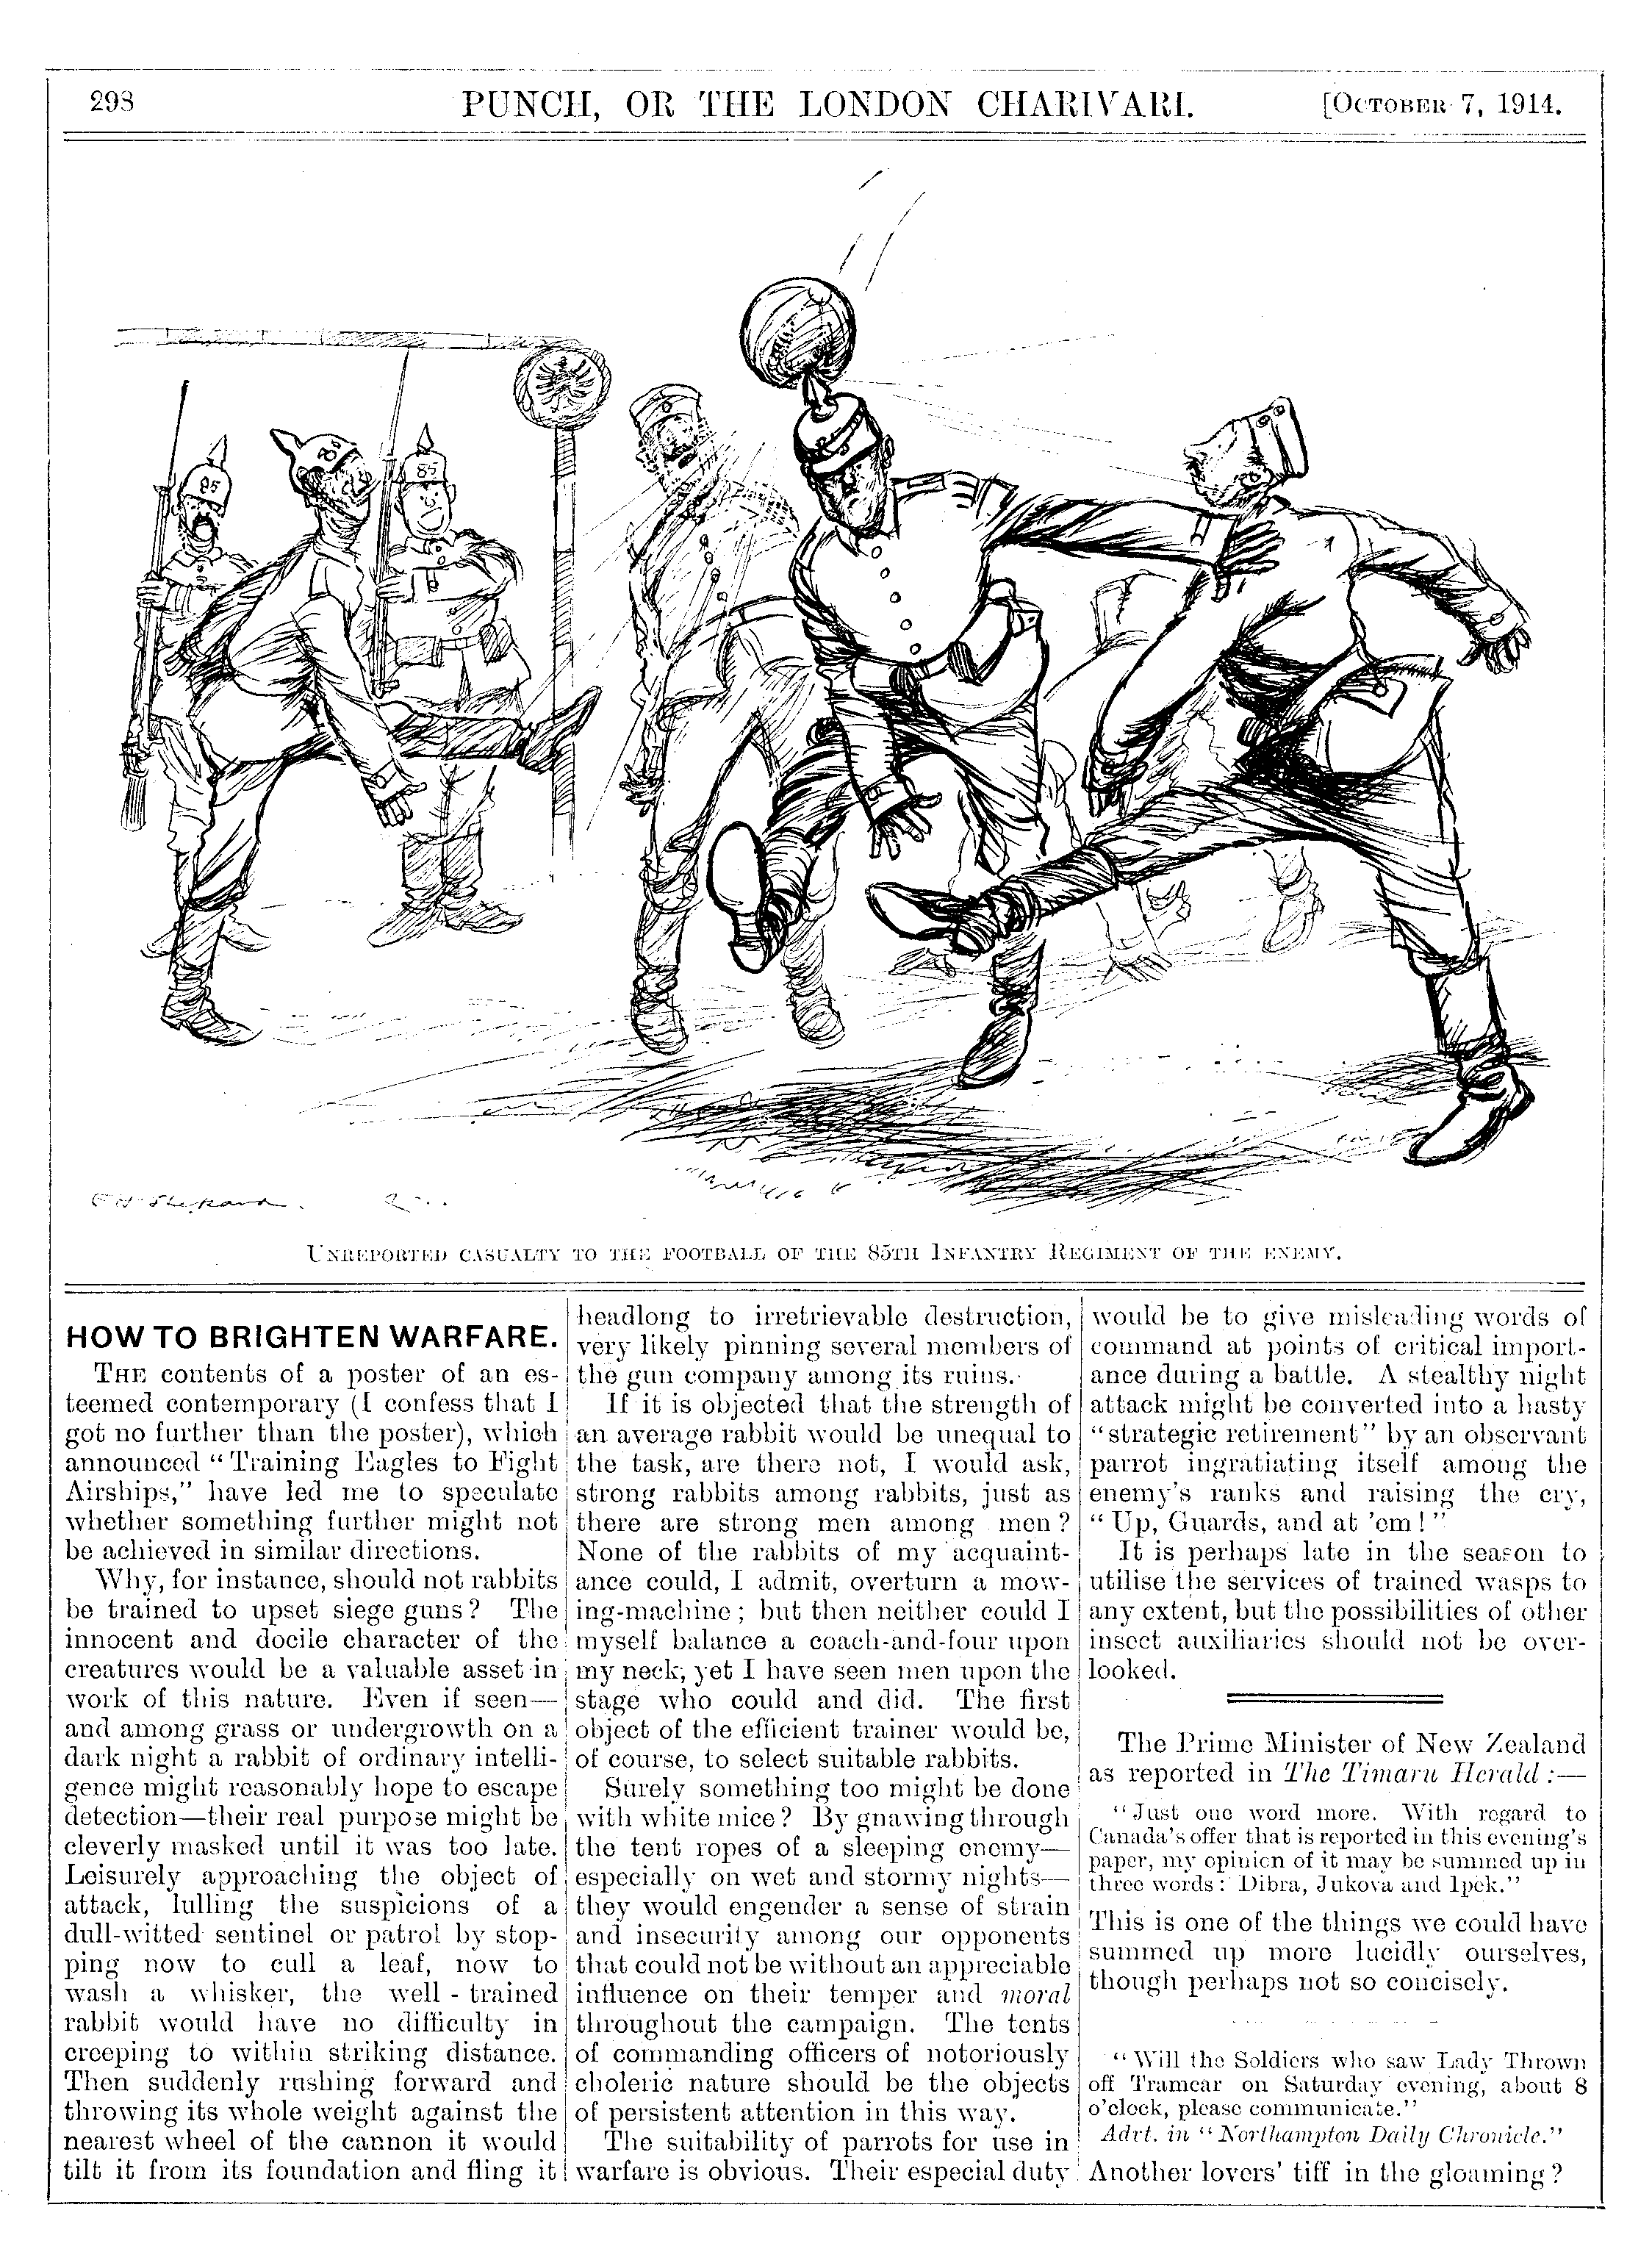 298
PUNCH, OR THE LONDON CHARIVARI.
[OCTOBER 7, 1914.
85
85
85
E H Shepard.
UNREPORTED CASUALTY TO THE FOOTBALL OF THE 85TH INFANTRY REGIMENT OF THE ENEMY.
HOW TO BRIGHTEN WARFARE.
THE contents of a poster of an es-
teemed contemporary (I confess that I
got no further than the poster), which
announced "Training Eagles to Fight
Airships," have led me to speculate
whether something further might not
be achieved in similar directions.
Why, for instance, should not rabbits
be trained to upset siege guns? The
innocent and docile character of the
creatures would be a valuable asset in
work of this nature. Even if seen—
and among grass or undergrowth on a
dark night a rabbit of ordinary intelli-
gence might reasonably hope to escape
detection—their real purpose might be
cleverly masked until it was too late.
Leisurely approaching the object of
attack, lulling the suspicions of a
dull-witted sentinel or patrol by stop-
ping now to cull a leaf, now to
wash a whisker, the well-trained
rabbit would have no difficulty in
creeping to within striking distance.
Then suddenly rushing forward and
throwing its whole weight against the
nearest wheel of the cannon it would
tilt it from its foundation and fling it
headlong to irretrievable destruction,
very likely pinning several members of
the gun company among its ruins.
If it is objected that the strength of
an average rabbit would be unequal to
the task, are there not, I would ask,
strong rabbits among rabbits, just as
there are strong men among men?
None of the rabbits of my acquaint-
ance could, I admit, overturn a mow-
ing-machine; but then neither could I
myself balance a coach-and-four upon
my neck, yet I have seen men upon the
stage who could and did. The first
object of the efficient trainer would be,
of course, to select suitable rabbits.
Surely something too might be done
with white mice? By gnawing through
the tent ropes of a sleeping enemy—
especially on wet and stormy nights—
they would engender a sense of strain
and insecurity among our opponents
that could not be without an appreciable
influence on their temper and moral
throughout the campaign. The tents
of commanding officers of notoriously
choleric nature should be the objects
of persistent attention in this way.
The suitability of parrots for use in
warfare is obvious. Their especial duty
would be to give misleading words of
command at points of critical import-
ance during a battle. A stealthy night
attack might be converted into a hasty
"strategic retirement" by an observant
parrot ingratiating itself among the
enemy's ranks and raising the cry,
"Up, Guards, and at 'em!"
It is perhaps late in the season to
utilise the services of trained wasps to
any extent, but the possibilities of other
insect auxiliaries should not be over-
looked.
The Prime Minister of New Zealand
as reported in The Timaru Herald:—
"Just one word more. With regard to
Canada's offer that is reported in this evening's
paper, my opinion of it may be summed up in
three words: Dibra, Jukova and Ipek."
This is one of the things we could have
summed up more lucidly ourselves,
though perhaps not so concisely.
"Will the Soldiers who saw Lady Thrown
off Tramcar on Saturday evening, about 8
o'clock, please communicate."
Advt. in "Northampton Daily Chronicle."
Another lovers' tiff in the gloaming?